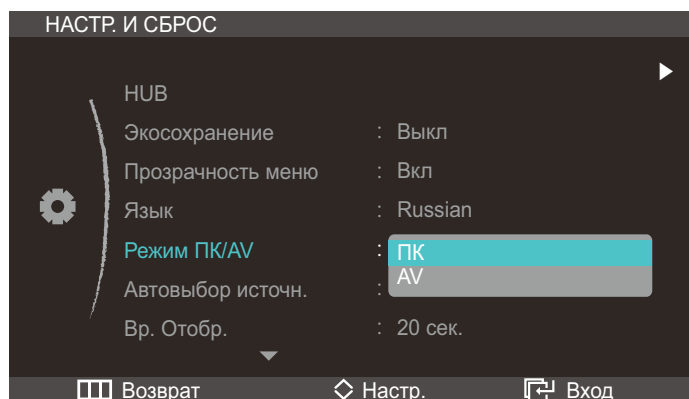 НАСТР. И СБРОС
HUB
Экосохранение : Выкл
Прозрачность меню : Вкл
Язык : Russian
Режим ПК/AV : ПК
AV
Автовыбор источн. :
Вр. Отобр. : 20 сек.
Возврат Настр. Вход